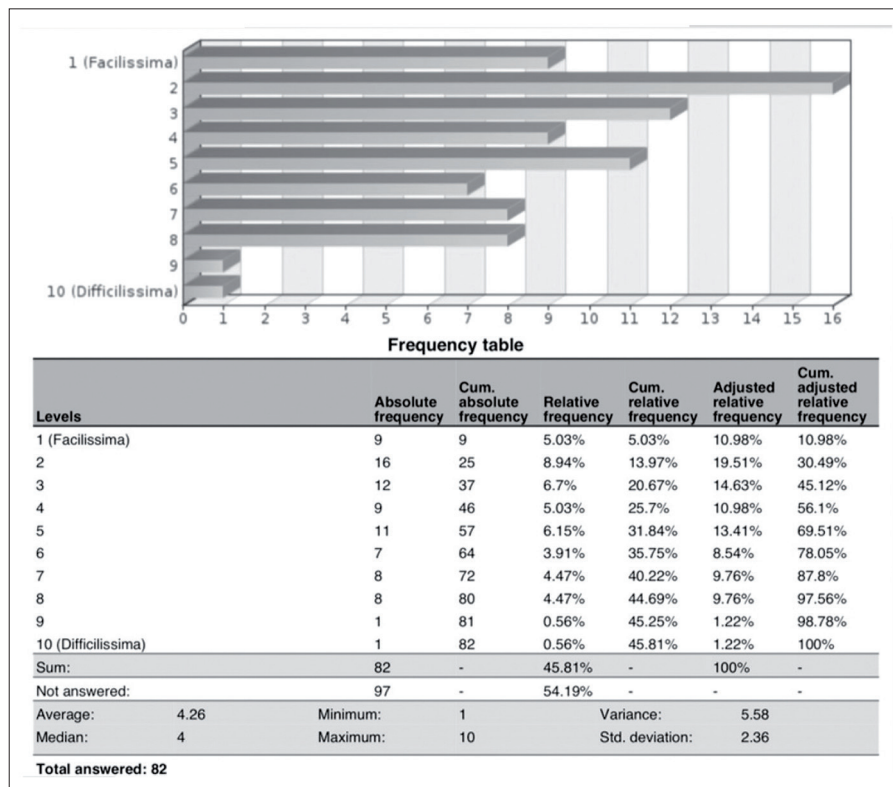 1 (Facilissima)
2
3
4
5
6
7
8
9
10 (Difficilissima)
0 1 2 3 4 5 6 7 8 9 10 11 12 13 14 15 16
Frequency table
Levels Absolute frequency Cum. absolute frequency Relative frequency Cum. relative frequency Adjusted relative frequency Cum. adjusted relative frequency
1 (Facilissima) 9 9 5.03% 5.03% 10.98% 10.98%
2 16 25 8.94% 13.97% 19.51% 30.49%
3 12 37 6.7% 20.67% 14.63% 45.12%
4 9 46 5.03% 25.7% 10.98% 56.1%
5 11 57 6.15% 31.84% 13.41% 69.51%
6 7 64 3.91% 35.75% 8.54% 78.05%
7 8 72 4.47% 40.22% 9.76% 87.8%
8 8 80 4.47% 44.69% 9.76% 97.56%
9 1 81 0.56% 45.25% 1.22% 98.78%
10 (Difficilissima) 1 82 0.56% 45.81% 1.22% 100%
Sum: 82 - 45.81% - 100% -
Not answered: 97 - 54.19% - - -
Average: 4.26 Minimum: 1 Variance: 5.58
Median: 4 Maximum: 10 Std. deviation: 2.36
Total answered: 82